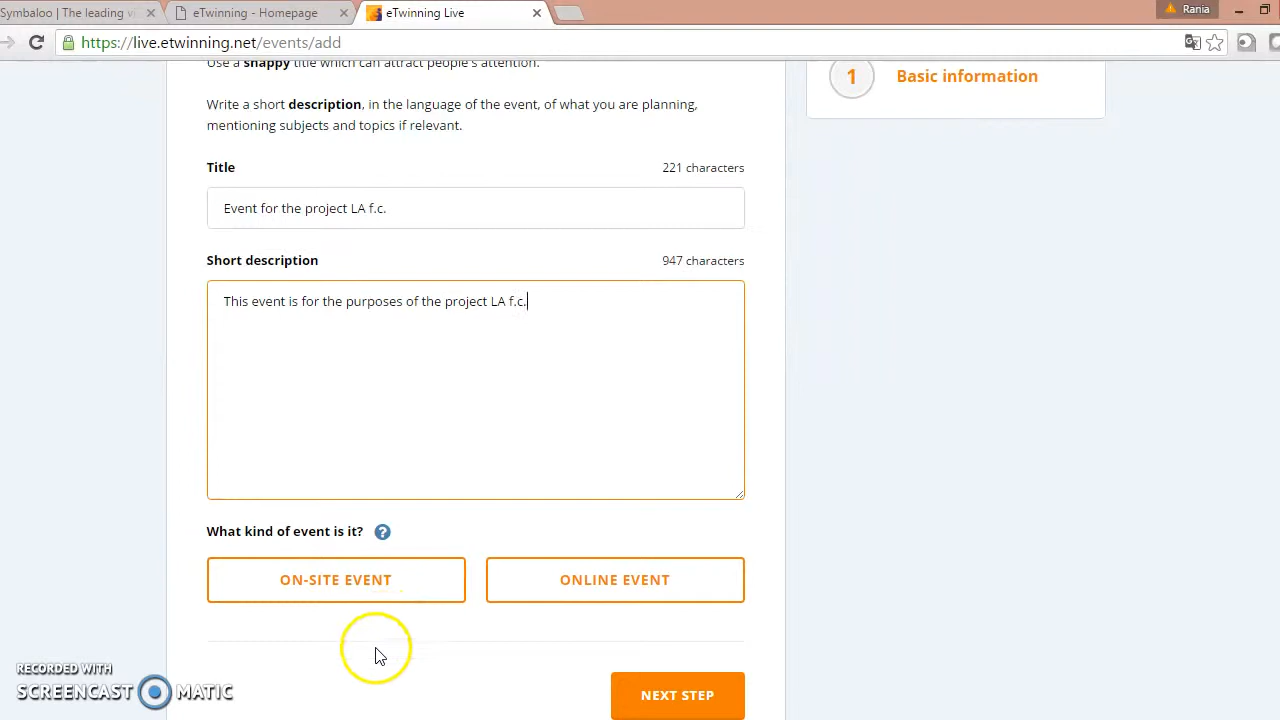 Symbaloo | The leading v
eTwinning - Homepage
eTwinning Live
Rania
https://live.etwinning.net/events/add
Use a snappy title which can attract people's attention.
1 Basic information
Write a short description, in the language of the event, of what you are planning,
mentioning subjects and topics if relevant.
Title 221 characters
Event for the project LA f.c.
Short description 947 characters
This event is for the purposes of the project LA f.c.
What kind of event is it? ?
ON-SITE EVENT ONLINE EVENT
NEXT STEP
RECORDED WITH
SCREENCAST MATIC